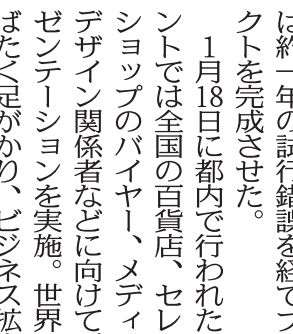 は約一年の試行錯誤を経てプ
クトを完成させた。
１月18日に都内で行われた
ントでは全国の百貨店、セレ
ショップのバイヤー、メディ
デザイン関係者などに向けて
ゼンテーションを実施。世界
ばたく足がかり、ビジネス拡